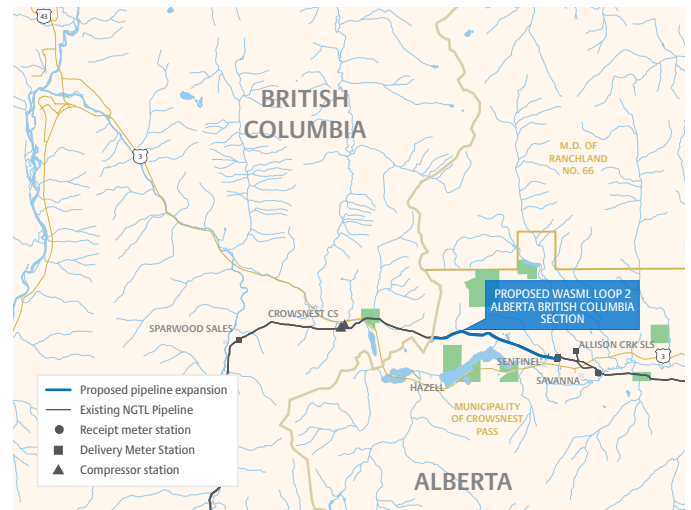 43
BRITISH
COLUMBIA
3
M.D. OF
RANCHLAND
NO. 66
PROPOSED WASML LOOP 2
ALBERTA BRITISH COLUMBIA
SECTION
CROWSNEST CS
SPARWOOD SALES
ALLISON CRK SLS
3
SENTINEL
SAVANNA
HAZELL
MUNICIPALITY
OF CROWSNEST
PASS
ALBERTA
Proposed pipeline expansion
Existing NGTL Pipeline
Receipt meter station
Delivery Meter Station
Compressor station